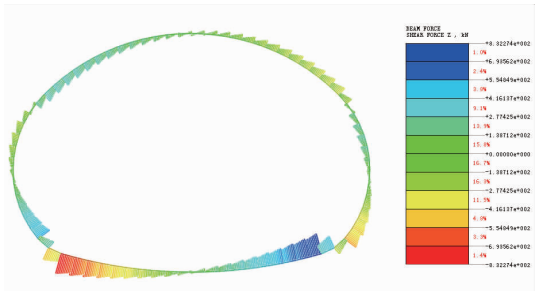 BEAM FORCE
SHEAR FORCE Z , kN
+8.32274e+002
1.0%
+6.93562e+002
2.4%
+5.54849e+002
3.8%
+4.16137e+002
9.1%
+2.77425e+002
13.9%
+1.38712e+002
15.8%
+0.00000e+000
16.7%
-1.38712e+002
16.3%
-2.77425e+002
11.5%
-4.16137e+002
4.8%
-5.54849e+002
3.3%
-6.93562e+002
1.4%
-8.32274e+002